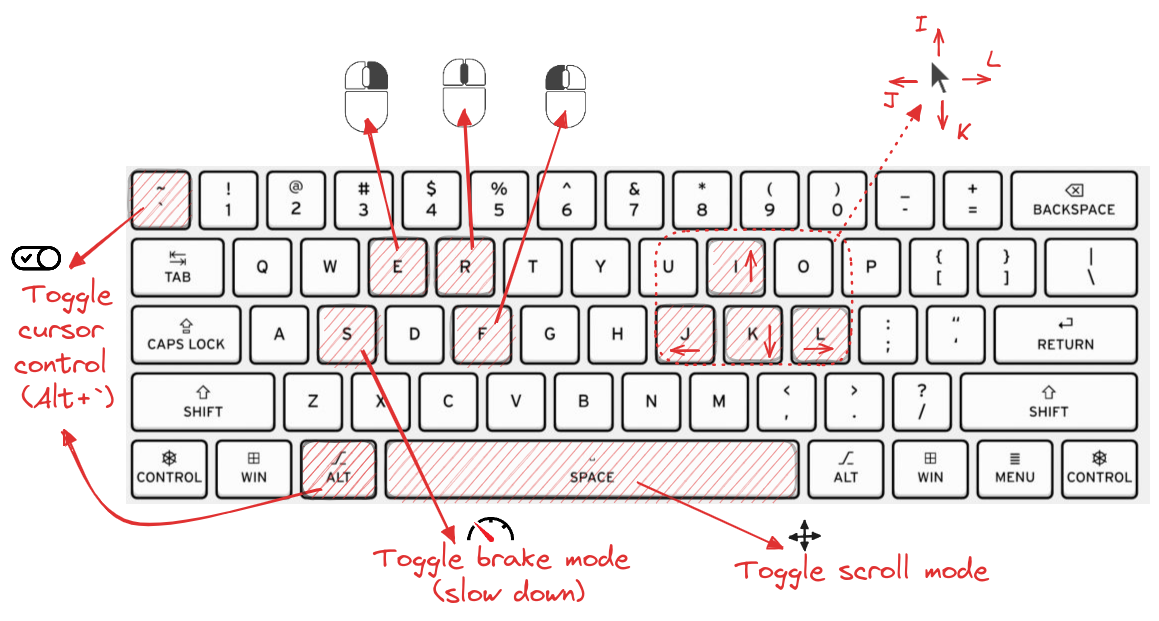 I
L
J
K
~ ! @ # $ % ^ & * ( ) _ +
` 1 2 3 4 5 6 7 8 9 0 - = BACKSPACE
TAB Q W E R T Y U I O P { [ } ] | \
Toggle
cursor
control
(Alt+`)
CAPS LOCK A S D F G H J K L : ; “ ‘ RETURN
SHIFT Z X C V B N M < , > . ? / SHIFT
CONTROL WIN ALT SPACE ALT WIN MENU CONTROL
Toggle brake mode
(slow down)
Toggle scroll mode